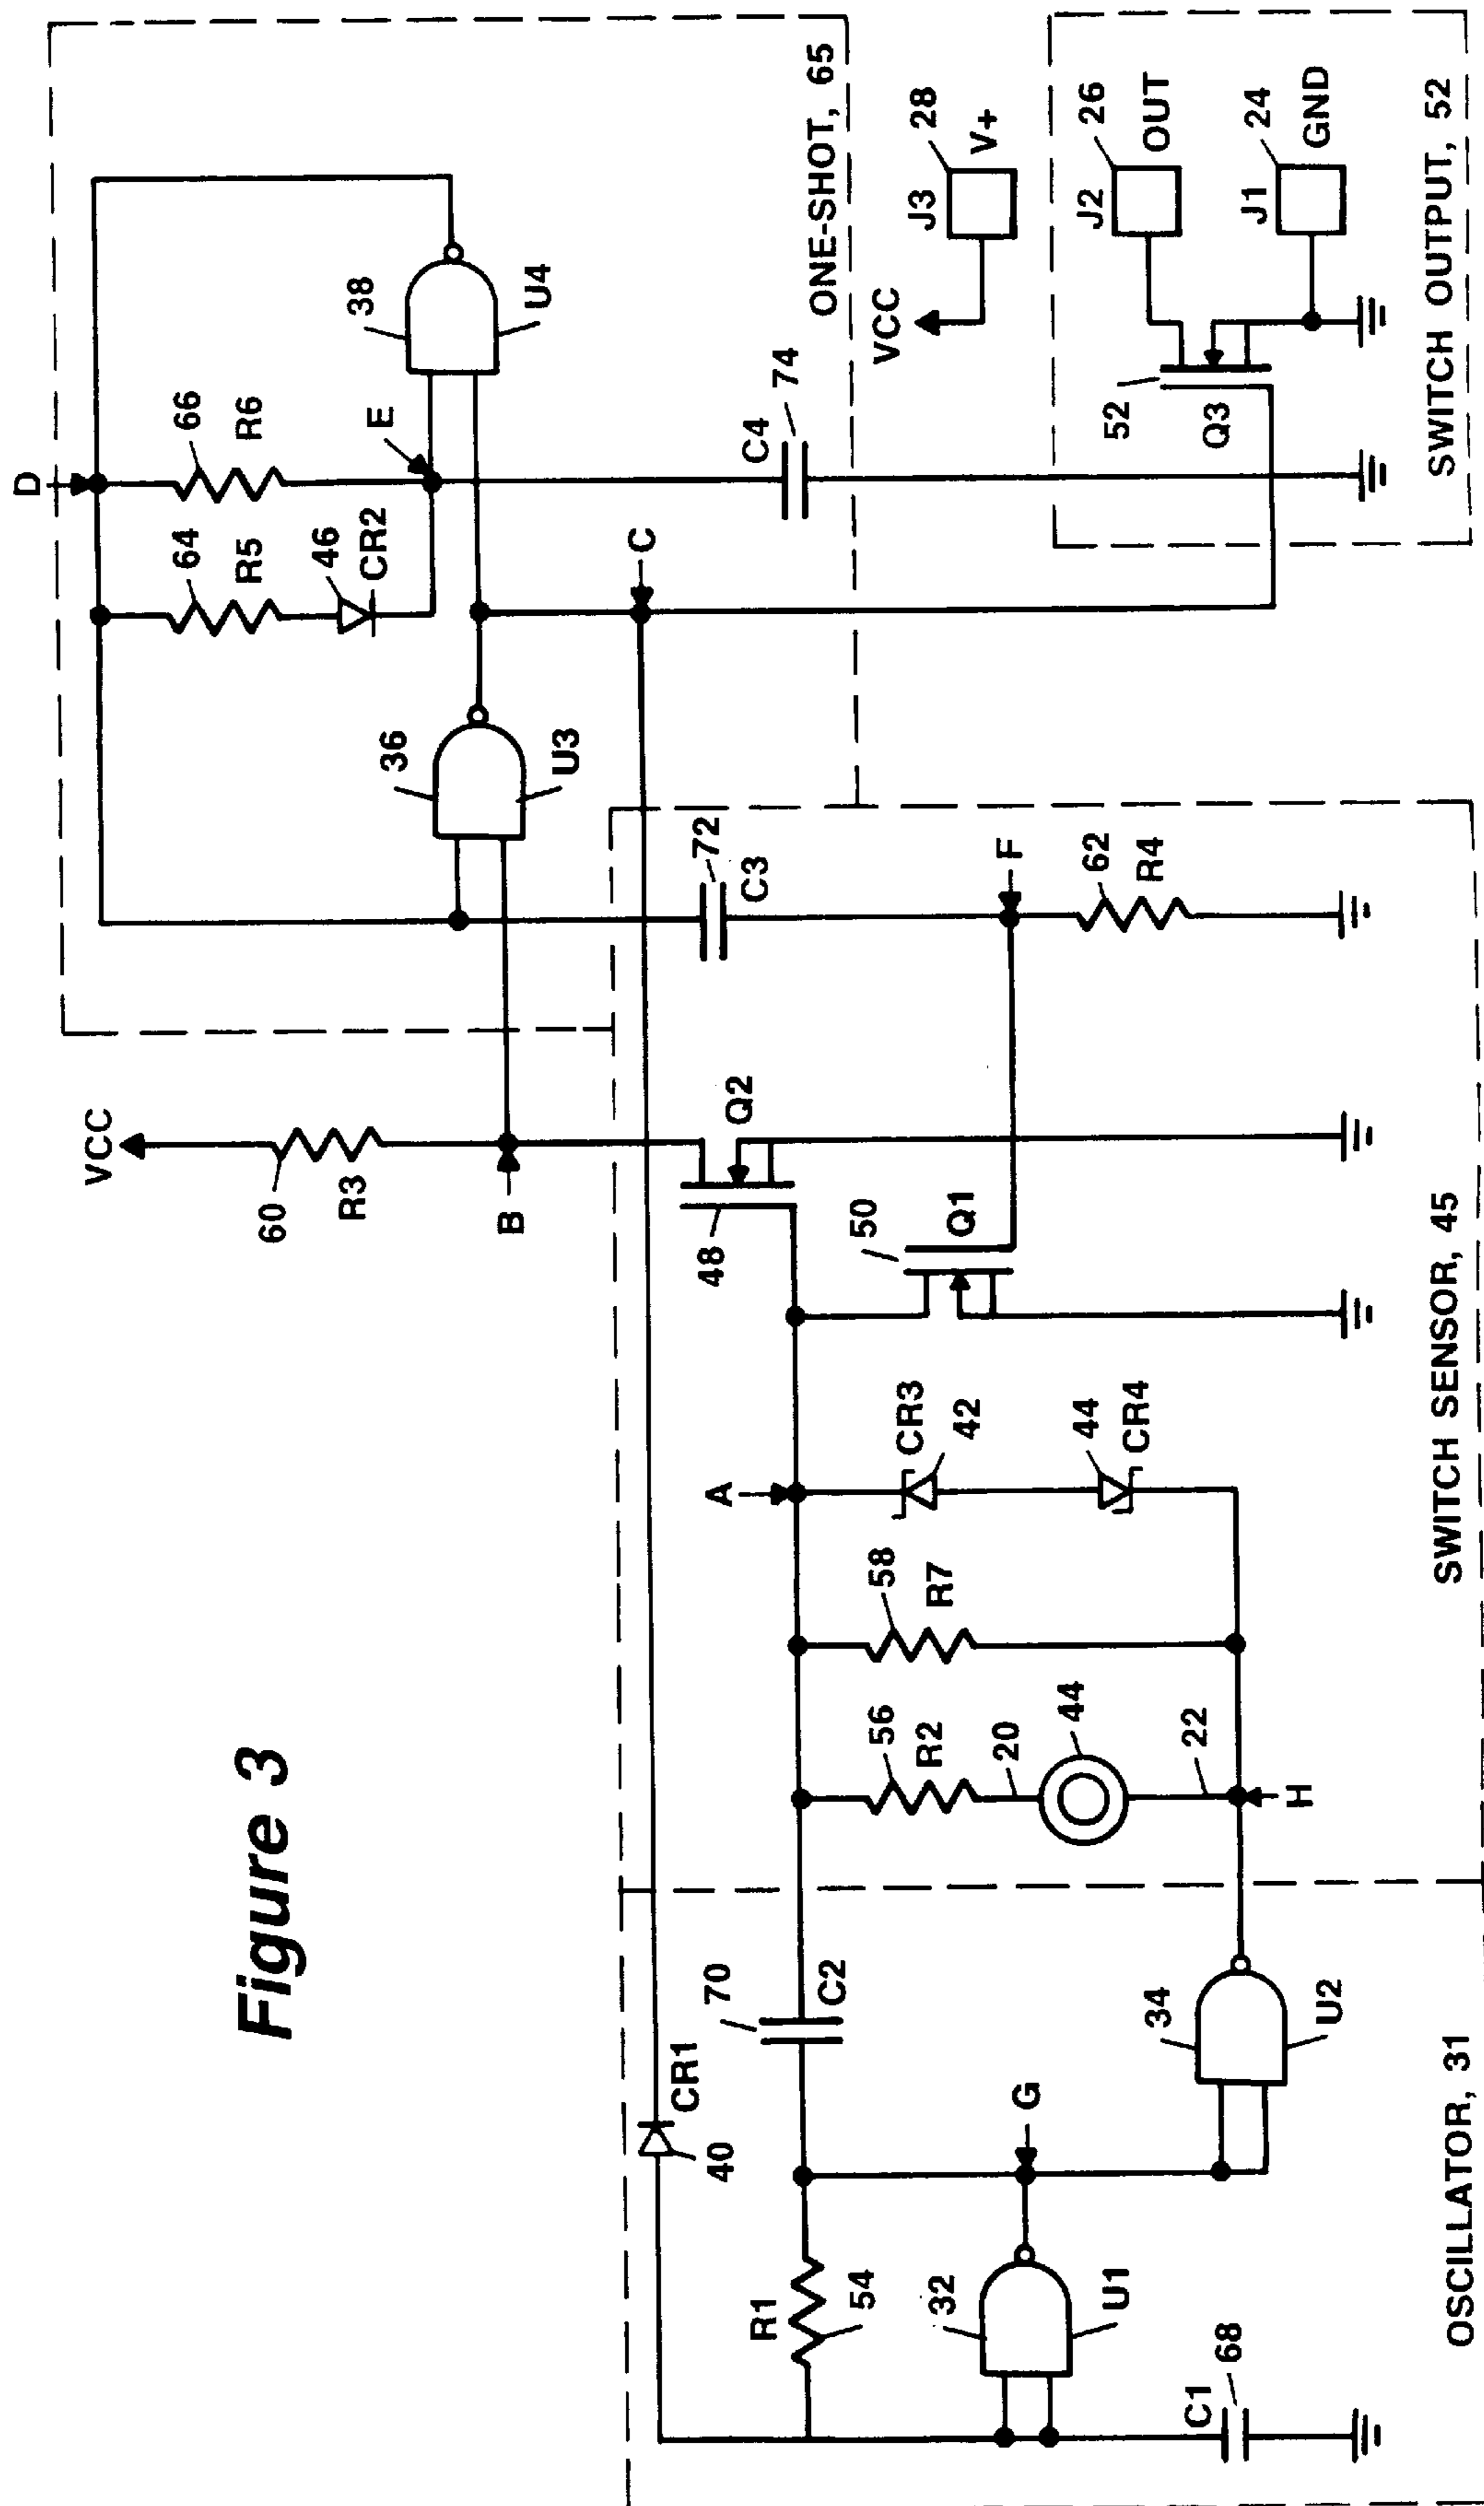 Figure 3
D
66
R6
64
R5
46
CR2
E
38
U4
36
U3
C
C4
74
ONE-SHOT, 65
VCC
J3
28
V+
52
Q3
J2
26
OUT
J1
24
GND
SWITCH OUTPUT, 52
VCC
60
R3
B
72
C3
F
62
R4
Q2
48
50
Q1
A
CR3
42
44
CR4
58
R7
56
R2
20
44
22
H
SWITCH SENSOR, 45
CR1
40
70
C2
R1
54
G
32
U1
34
U2
C1
68
OSCILLATOR, 31